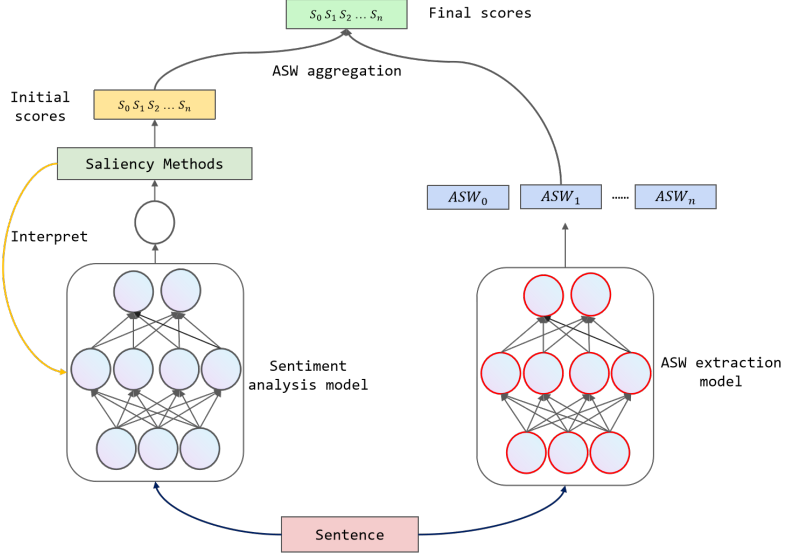 S₀ S₁ S₂ … Sₙ
Final scores
ASW aggregation
Initial
scores
S₀ S₁ S₂ … Sₙ
Saliency Methods
ASW₀
ASW₁
......
ASWₙ
Interpret
Sentiment
analysis model
ASW extraction
model
Sentence